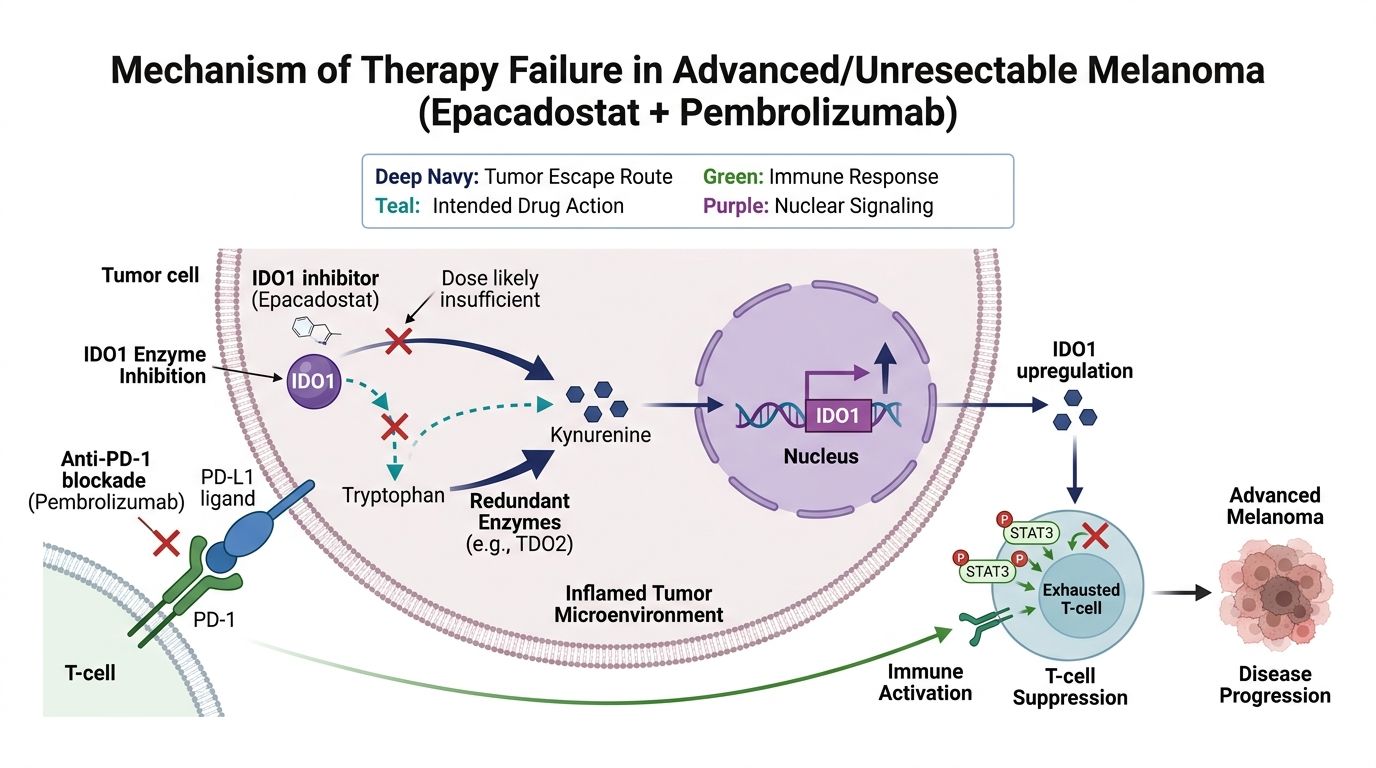 Mechanism of Therapy Failure in Advanced/Unresectable Melanoma
(Epacadostat + Pembrolizumab)
Deep Navy: Tumor Escape Route
Green: Immune Response
Teal: Intended Drug Action
Purple: Nuclear Signaling
Tumor cell
IDO1 inhibitor
(Epacadostat)
Dose likely
insufficient
IDO1 Enzyme
Inhibition
IDO1
Kynurenine
Tryptophan
Redundant
Enzymes
(e.g., TDO2)
IDO1
Nucleus
IDO1
upregulation
Anti-PD-1
blockade
(Pembrolizumab)
PD-L1
ligand
PD-1
T-cell
Inflamed Tumor
Microenvironment
P
STAT3
P
P
STAT3
Exhausted
T-cell
Immune
Activation
T-cell
Suppression
Advanced
Melanoma
Disease
Progression